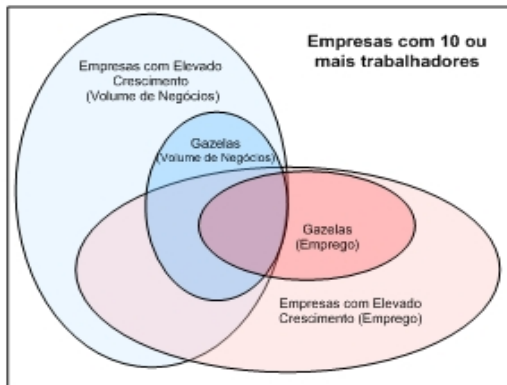 Empresas com 10 ou
mais trabalhadores
Empresas com Elevado
Crescimento
(Volume de Negócios)
Gazelas
(Volume de Negócios)
Gazelas
(Emprego)
Empresas com Elevado
Crescimento (Emprego)